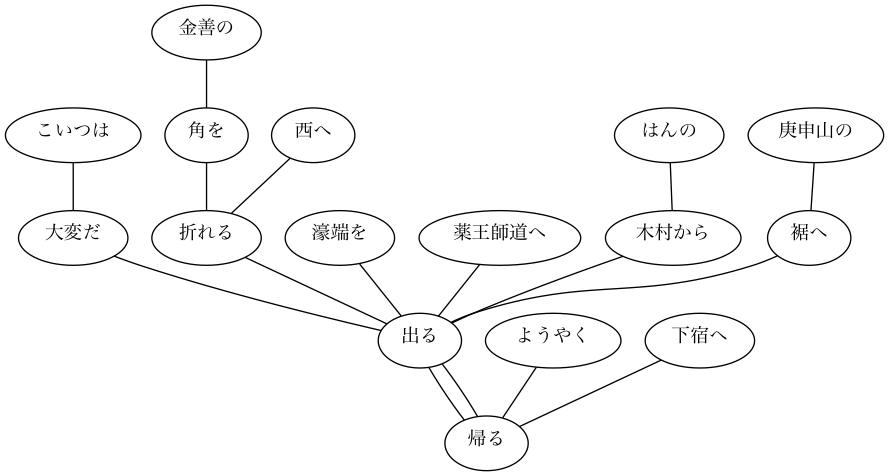 金善の
こいつは
角を
西へ
はんの
庚申山の
大変だ
折れる
濠端を
薬王師道へ
木村から
裾へ
出る
ようやく
下宿へ
帰る